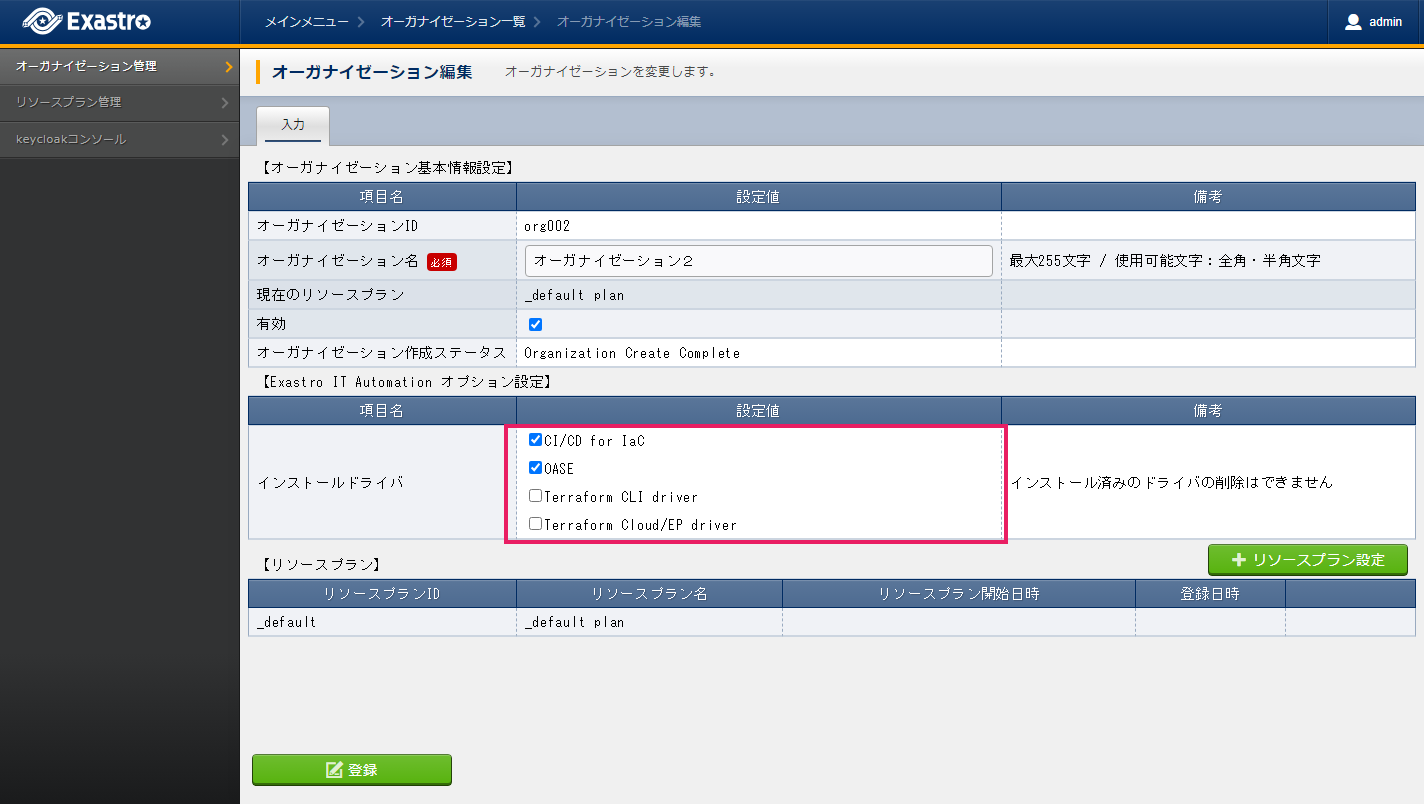 Exastro
メインメニュー オーガナイゼーション一覧 オーガナイゼーション編集
admin
オーガナイゼーション管理
リソースプラン管理
keycloakコンソール
オーガナイゼーション編集 オーガナイゼーションを変更します。
入力
【オーガナイゼーション基本情報設定】
項目名 設定値 備考
オーガナイゼーションID org002
オーガナイゼーション名 必須 オーガナイゼーション２ 最大255文字 / 使用可能文字：全角・半角文字
現在のリソースプラン _default plan
有効
オーガナイゼーション作成ステータス Organization Create Complete
【Exastro IT Automation オプション設定】
項目名 設定値 備考
インストールドライバ
CI/CD for IaC
OASE
Terraform CLI driver
Terraform Cloud/EP driver
インストール済みのドライバの削除はできません
【リソースプラン】
リソースプラン設定
リソースプランID リソースプラン名 リソースプラン開始日時 登録日時
_default _default plan
登録